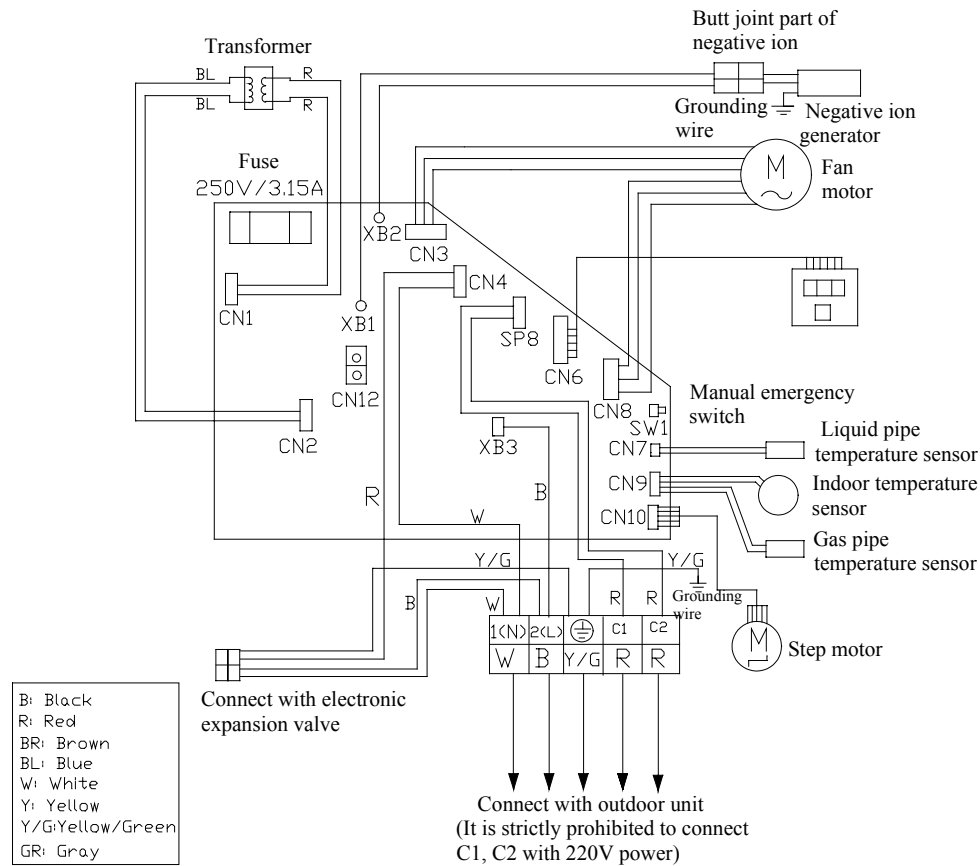 Butt joint part of
negative ion
Transformer
BL
R
BL
R
Grounding
wire
Negative ion
generator
Fuse
250V/3.15A
M
Fan
motor
XB2
CN3
CN4
CN1
XB1
SP8
CN6
CN12
CN8
Manual emergency
switch
SW1
CN2
XB3
CN7
Liquid pipe
temperature sensor
CN9
Indoor temperature
sensor
R
B
CN10
W
Gas pipe
temperature sensor
Y/G
Y/G
B
W
R
R
Grounding
wire
1(N)
2(L)
C1
C2
W
B
Y/G
R
R
M
Step motor
Connect with electronic
expansion valve
B: Black
R: Red
BR: Brown
BL: Blue
W: White
Y: Yellow
Y/G:Yellow/Green
GR: Gray
Connect with outdoor unit
(It is strictly prohibited to connect
C1, C2 with 220V power)